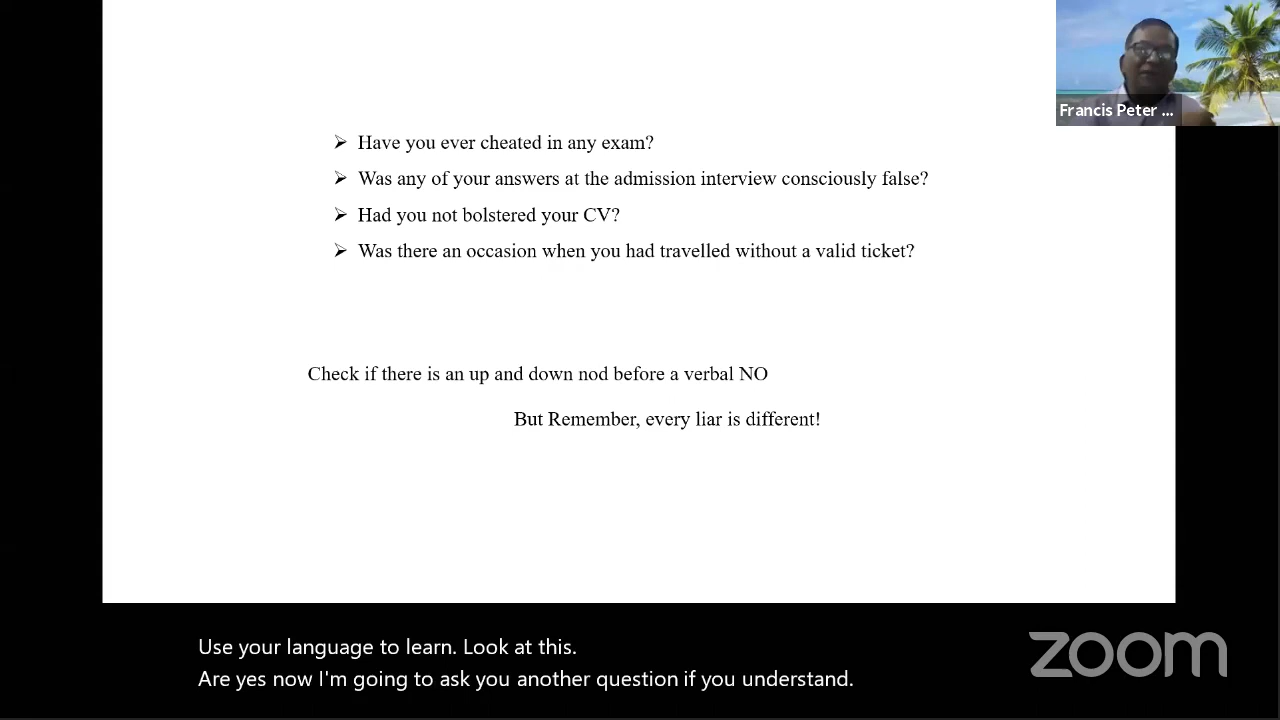 Francis Peter ...
➢ Have you ever cheated in any exam?
➢ Was any of your answers at the admission interview consciously false?
➢ Had you not bolstered your CV?
➢ Was there an occasion when you had travelled without a valid ticket?
Check if there is an up and down nod before a verbal NO
But Remember, every liar is different!
Use your language to learn. Look at this.
Are yes now I'm going to ask you another question if you understand.
zoom